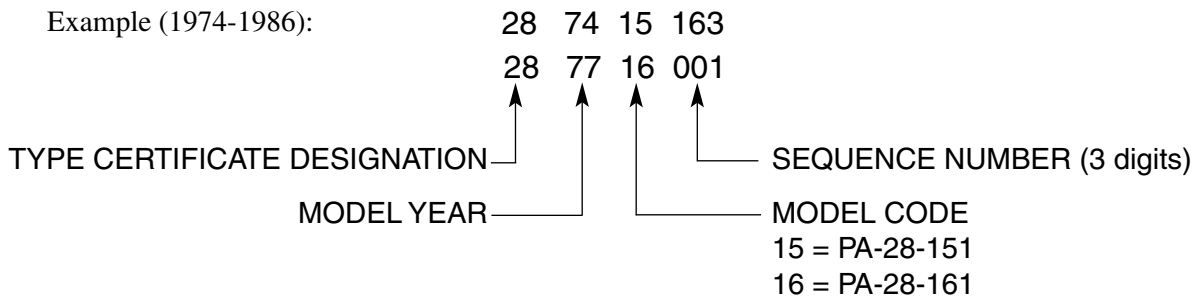 Example (1974-1986): 28 74 15 163
28 77 16 001
TYPE CERTIFICATE DESIGNATION SEQUENCE NUMBER (3 digits)
MODEL YEAR MODEL CODE
15 = PA-28-151
16 = PA-28-161